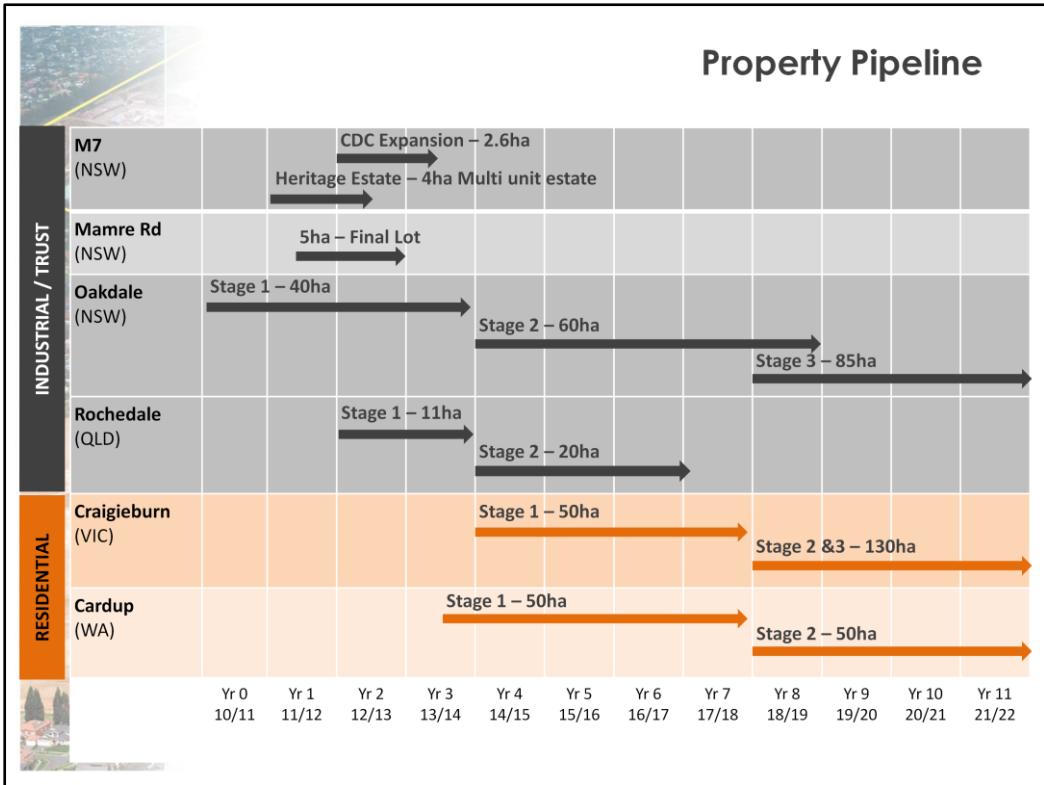 Property Pipeline
INDUSTRIAL / TRUST
M7
(NSW)
CDC Expansion – 2.6ha
Heritage Estate – 4ha Multi unit estate
Mamre Rd
(NSW)
5ha – Final Lot
Oakdale
(NSW)
Stage 1 – 40ha
Stage 2 – 60ha
Stage 3 – 85ha
Rochedale
(QLD)
Stage 1 – 11ha
Stage 2 – 20ha
RESIDENTIAL
Craigieburn
(VIC)
Stage 1 – 50ha
Stage 2 &3 – 130ha
Cardup
(WA)
Stage 1 – 50ha
Stage 2 – 50ha
Yr 0 Yr 1 Yr 2 Yr 3 Yr 4 Yr 5 Yr 6 Yr 7 Yr 8 Yr 9 Yr 10 Yr 11
10/11 11/12 12/13 13/14 14/15 15/16 16/17 17/18 18/19 19/20 20/21 21/22